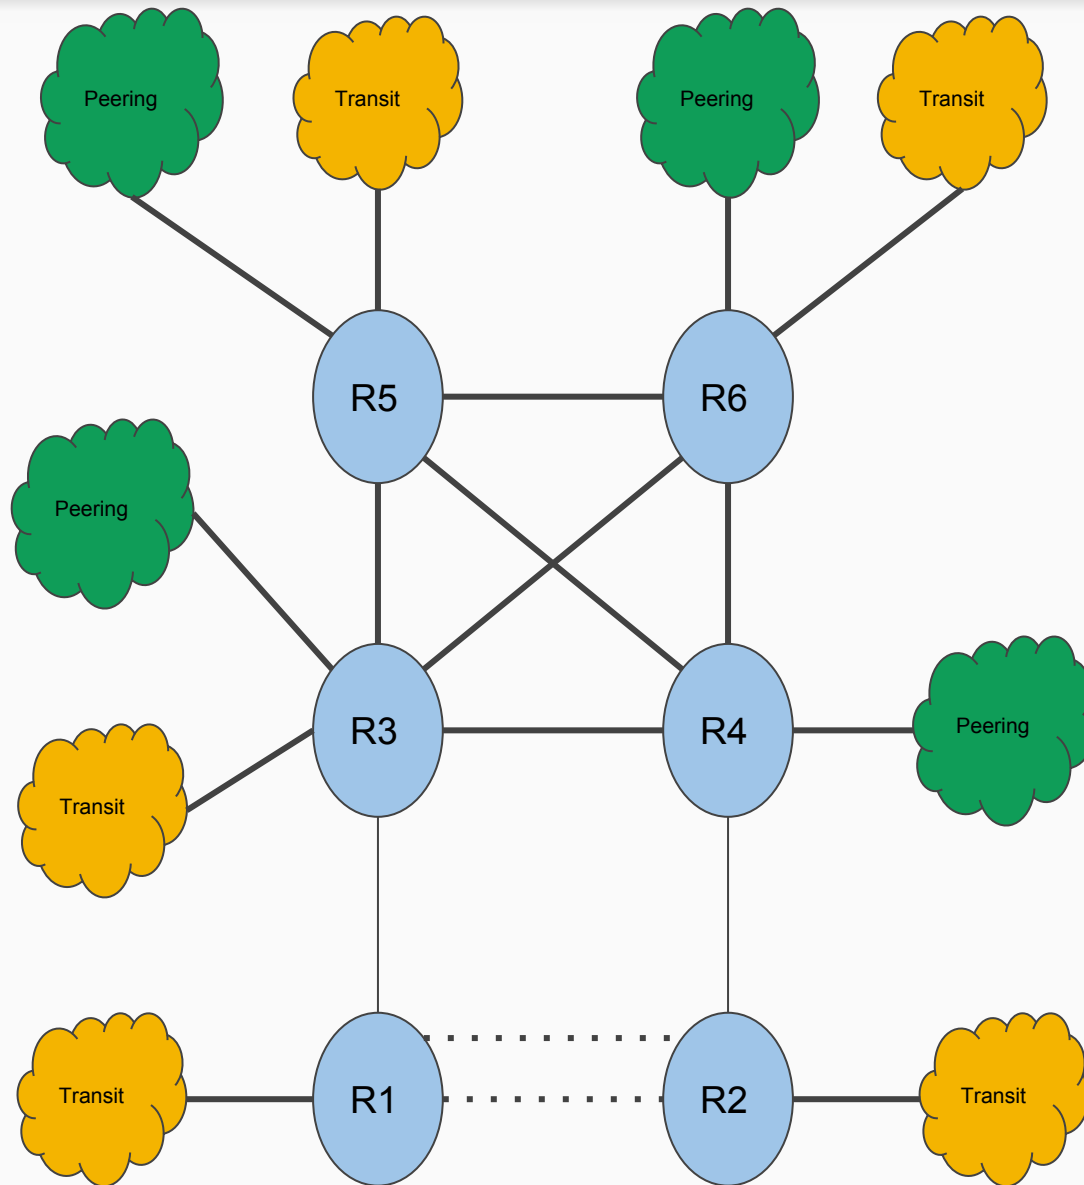 Peering
Transit
Peering
Transit
R5
R6
Peering
R3
R4
Peering
Transit
Transit
R1
R2
Transit